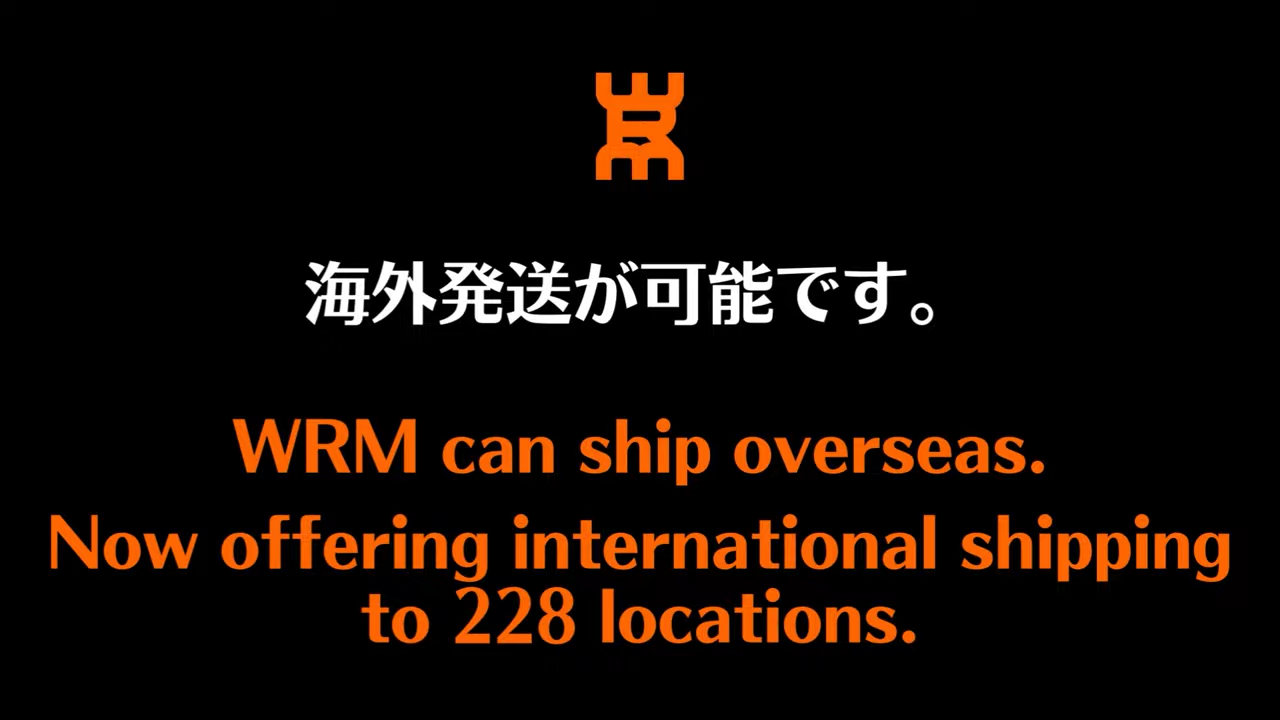 海外発送が可能です。
WRM can ship overseas.
Now offering international shipping
to 228 locations.